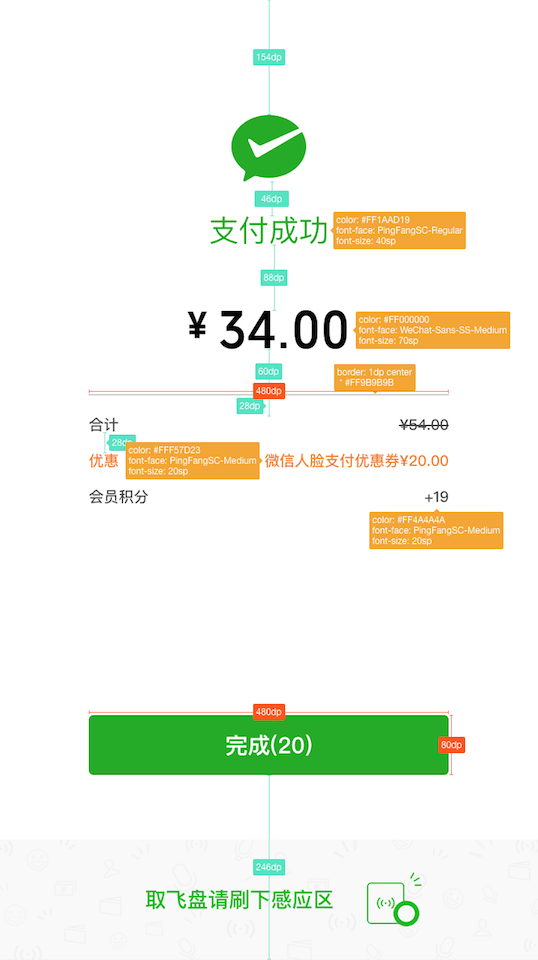 154dp
46dp
支付成功
color: #FF1AAD19
font-face: PingFangSC-Regular
font-size: 40sp
88dp
¥ 34.00
color: #FF000000
font-face: WeChat-Sans-SS-Medium
font-size: 70sp
60dp
border: 1dp center
* #FF9B9B9B
480dp
28dp
合计 ¥54.00
28dp
color: #FFF57D23
font-face: PingFangSC-Medium
font-size: 20sp
优惠 微信人脸支付优惠券¥20.00
会员积分 +19
color: #FF4A4A4A
font-face: PingFangSC-Medium
font-size: 20sp
480dp
完成(20)
80dp
246dp
取飞盘请刷下感应区